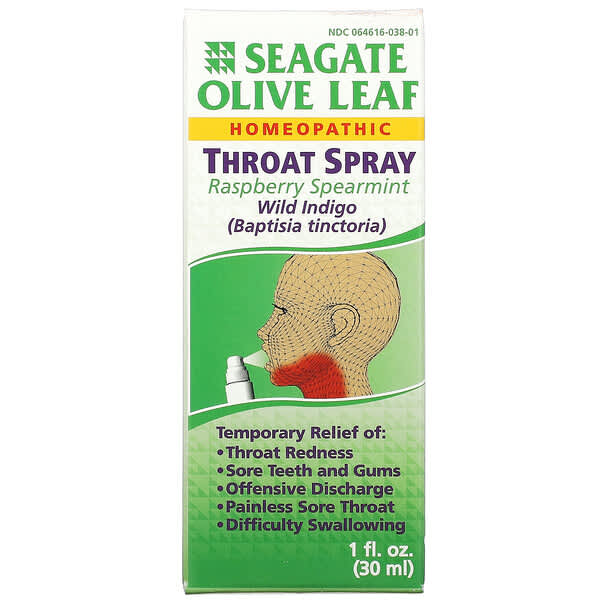 NDC 064616-038-01
SEAGATE
OLIVE LEAF
HOMEOPATHIC
THROAT SPRAY
Raspberry Spearmint
Wild Indigo
(Baptisia tinctoria)
Temporary Relief of:
•Throat Redness
•Sore Teeth and Gums
•Offensive Discharge
•Painless Sore Throat
•Difficulty Swallowing
1 fl. oz.
(30 ml)